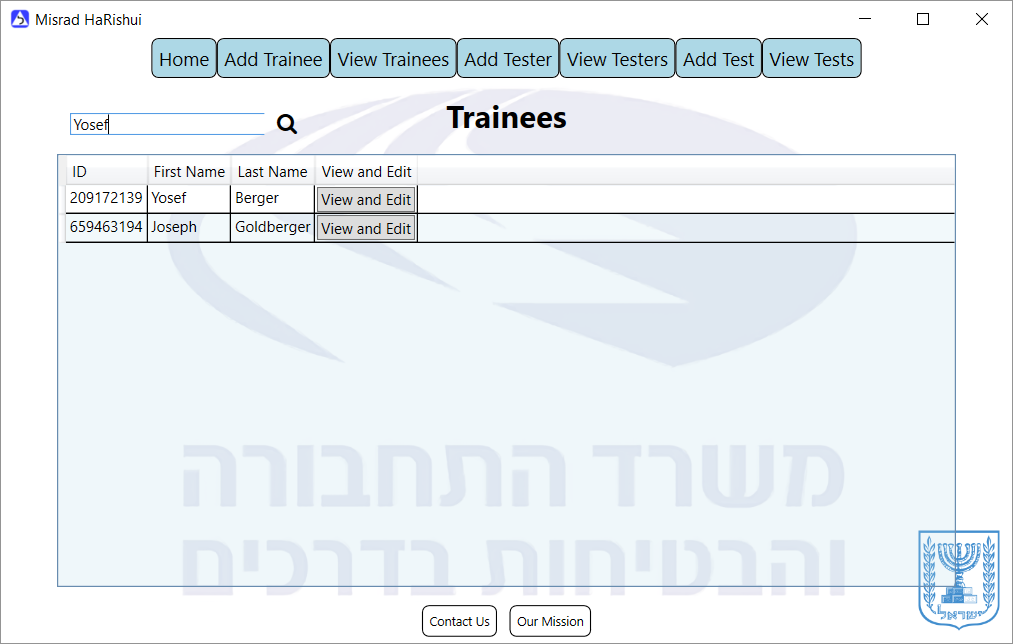 Misrad HaRishui
Home Add Trainee View Trainees Add Tester View Testers Add Test View Tests
Yosef
Trainees
ID First Name Last Name View and Edit
209172139 Yosef Berger View and Edit
659463194 Joseph Goldberger View and Edit
משרד התחבורה
והבטיחות בדרכים
ישראל
Contact Us Our Mission